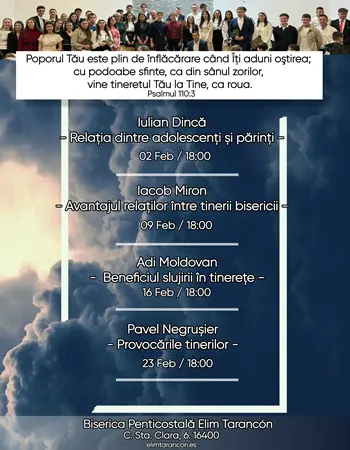 Poporul Tău este plin de înflăcărare când Îți aduni oştirea;
cu podoabe sfinte, ca din sânul zorilor,
vine tineretul Tău la Tine, ca roua.
Psalmul 110:3
Iulian Dincă
- Relația dintre adolescenți și părinți -
02 Feb / 18:00
Iacob Miron
- Avantajul relațiilor între tinerii bisericii -
09 Feb / 18:00
Adi Moldovan
- Beneficiul slujirii în tinerețe -
16 Feb / 18:00
Pavel Negrușier
- Provocările tinerilor -
23 Feb / 18:00
Biserica Penticostală Elim Tarancón
C. Sta. Clara, 6. 16400
elimtarancon.es